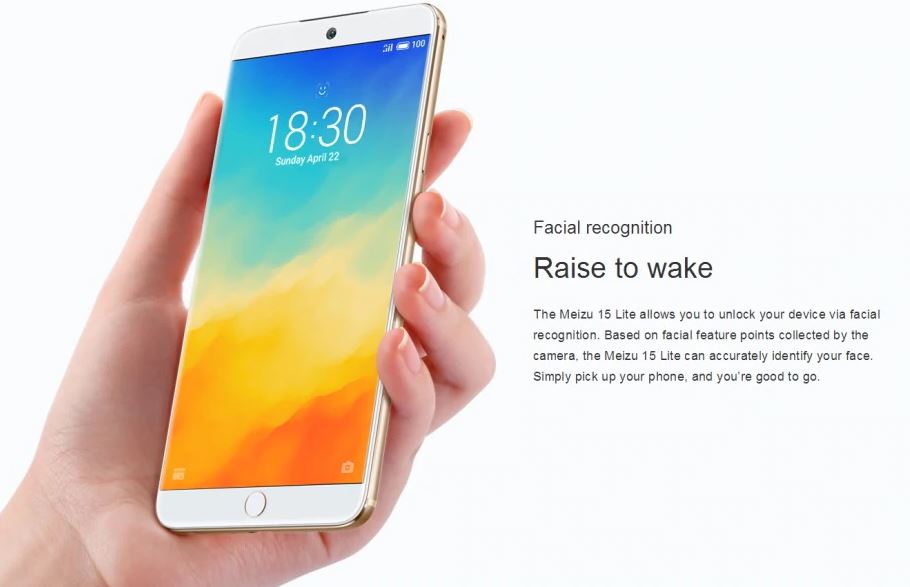 100
18:30
Sunday April 22
Facial recognition
Raise to wake
The Meizu 15 Lite allows you to unlock your device via facial
recognition. Based on facial feature points collected by the
camera, the Meizu 15 Lite can accurately identify your face.
Simply pick up your phone, and you’re good to go.